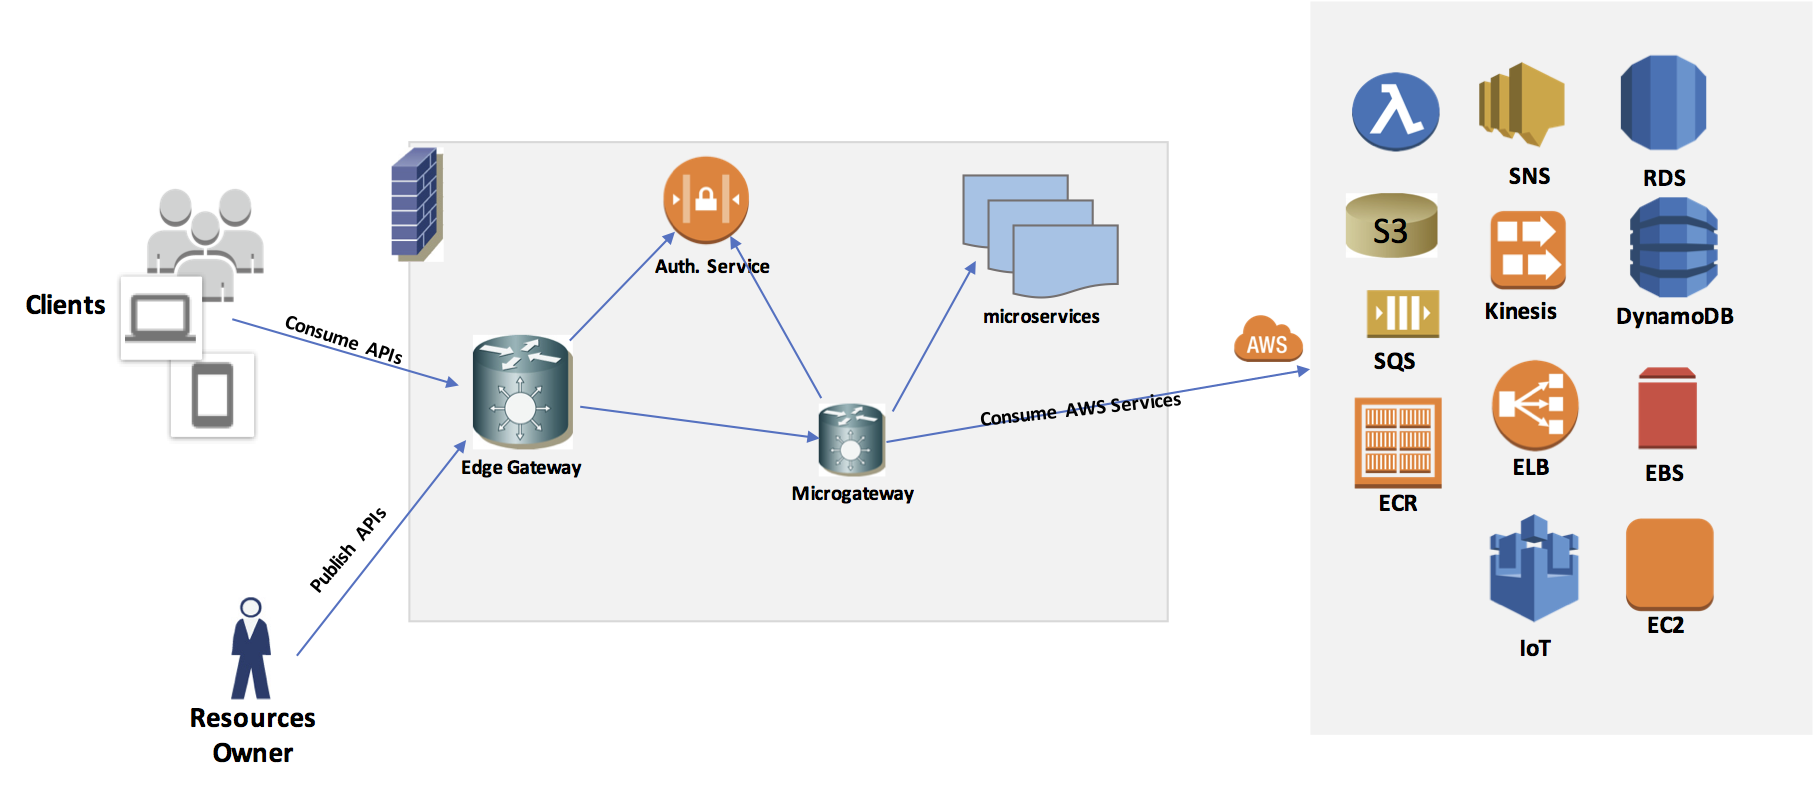 Clients
Consume APIs
Publish APIs
Resources
Owner
Edge Gateway
Auth. Service
Microgateway
microservices
Consume AWS Services
AWS
λ
SNS
RDS
S3
Kinesis
DynamoDB
SQS
ECR
ELB
EBS
IoT
EC2